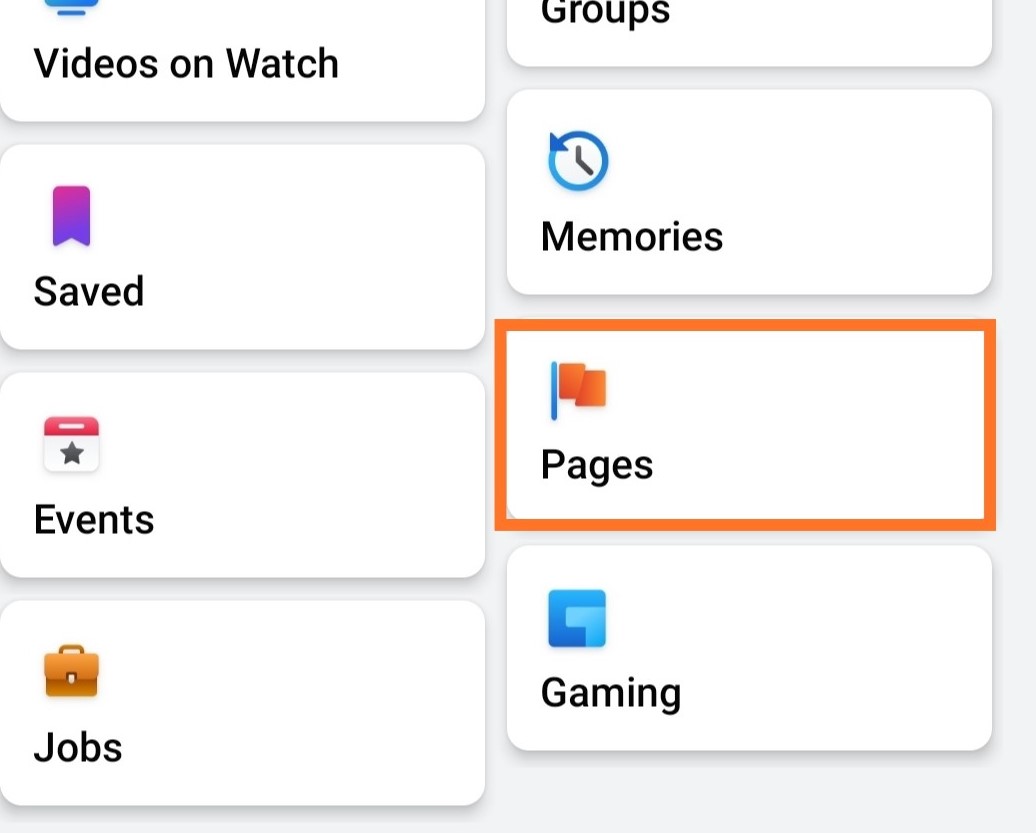 Videos on Watch
Saved
Events
Jobs
Groups
Memories
Pages
Gaming